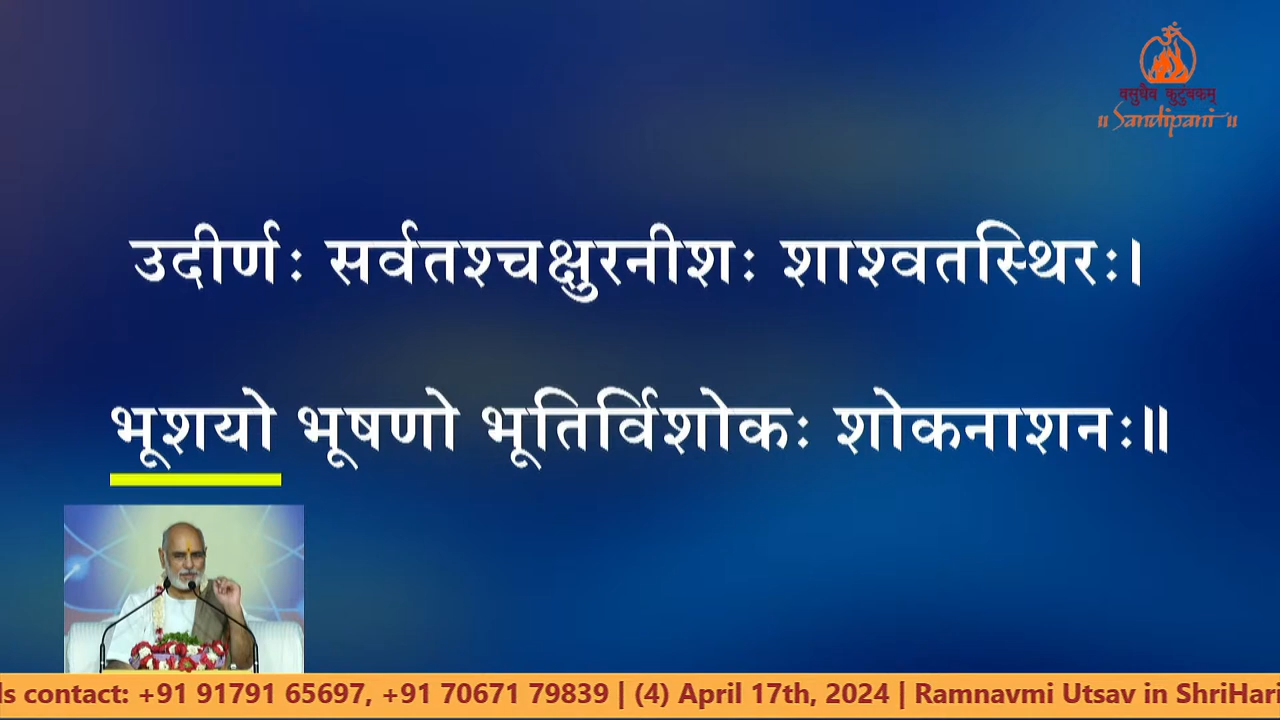 ॐ
वसुधैव कुटुंबकम्
॥ Sandipani ॥
उदीर्णः सर्वतश्चक्षुरनीशः शाश्वतस्थिरः।
भूशयो भूषणो भूतिर्विशोकः शोकनाशनः॥
ls contact: +91 91791 65697, +91 70671 79839 | (4) April 17th, 2024 | Ramnavmi Utsav in ShriHari